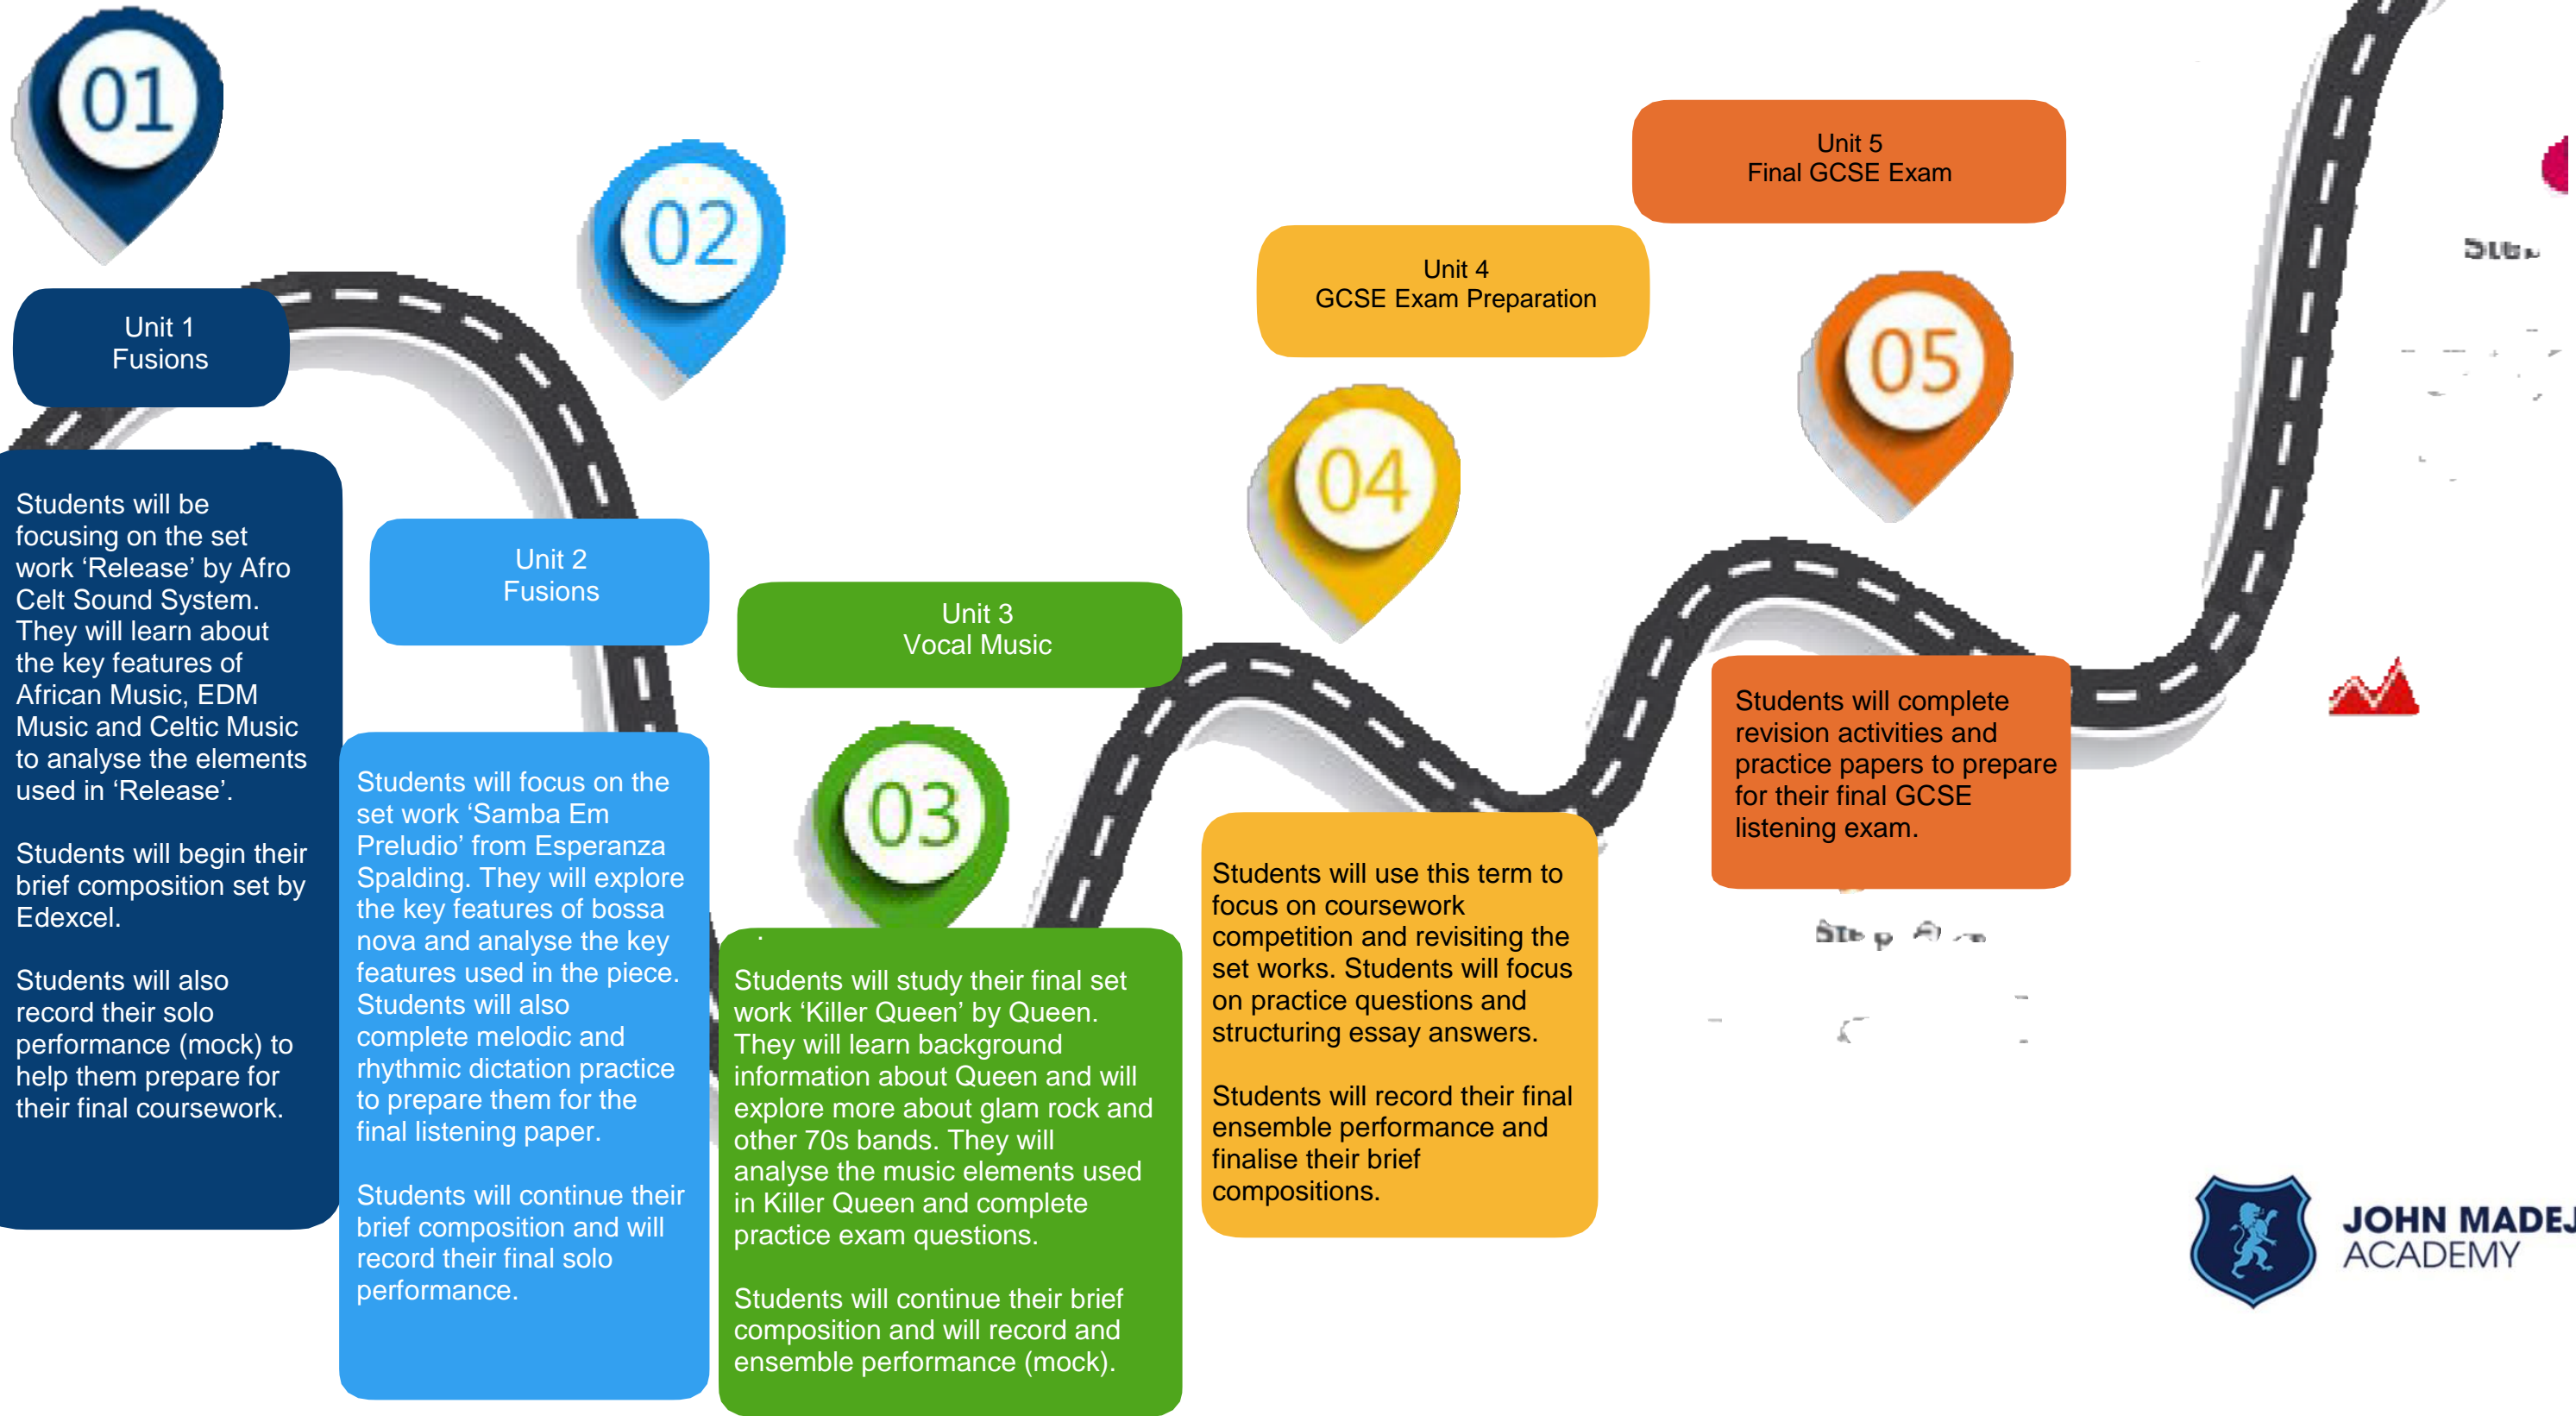 01
Unit 1
Fusions
Students will be
focusing on the set
work ‘Release’ by Afro
Celt Sound System.
They will learn about
the key features of
African Music, EDM
Music and Celtic Music
to analyse the elements
used in ‘Release’.
Students will begin their
brief composition set by
Edexcel.
Students will also
record their solo
performance (mock) to
help them prepare for
their final coursework.
02
Unit 2
Fusions
Students will focus on the
set work ‘Samba Em
Preludio’ from Esperanza
Spalding. They will explore
the key features of bossa
nova and analyse the key
features used in the piece.
Students will also
complete melodic and
rhythmic dictation practice
to prepare them for the
final listening paper.
Students will continue their
brief composition and will
record their final solo
performance.
Unit 3
Vocal Music
03
.
Students will study their final set
work ‘Killer Queen’ by Queen.
They will learn background
information about Queen and will
explore more about glam rock and
other 70s bands. They will
analyse the music elements used
in Killer Queen and complete
practice exam questions.
Students will continue their brief
composition and will record and
ensemble performance (mock).
Unit 4
GCSE Exam Preparation
04
Students will use this term to
focus on coursework
competition and revisiting the
set works. Students will focus
on practice questions and
structuring essay answers.
Students will record their final
ensemble performance and
finalise their brief
compositions.
Unit 5
Final GCSE Exam
05
Students will complete
revision activities and
practice papers to prepare
for their final GCSE
listening exam.
JOHN MADEJ
ACADEMY